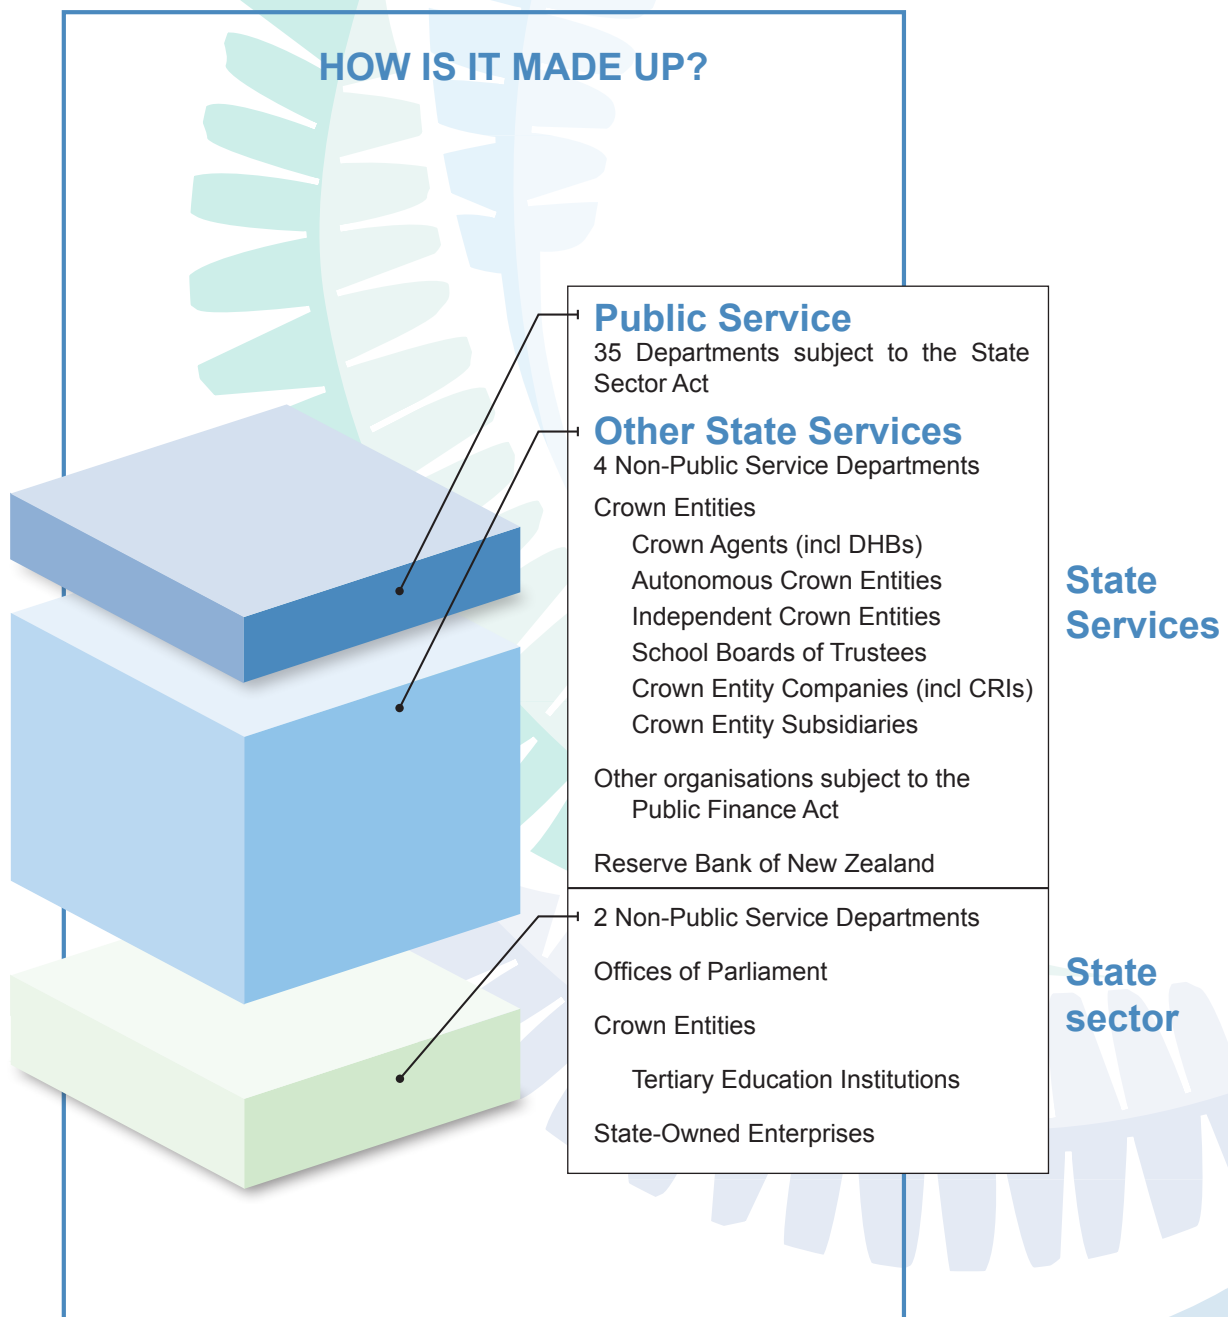 HOW IS IT MADE UP?
Public Service
35 Departments subject to the State
Sector Act
Other State Services
4 Non-Public Service Departments
Crown Entities
Crown Agents (incl DHBs)
Autonomous Crown Entities
Independent Crown Entities
School Boards of Trustees
Crown Entity Companies (incl CRIs)
Crown Entity Subsidiaries
Other organisations subject to the
Public Finance Act
Reserve Bank of New Zealand
State
Services
2 Non-Public Service Departments
Offices of Parliament
Crown Entities
Tertiary Education Institutions
State-Owned Enterprises
State
sector